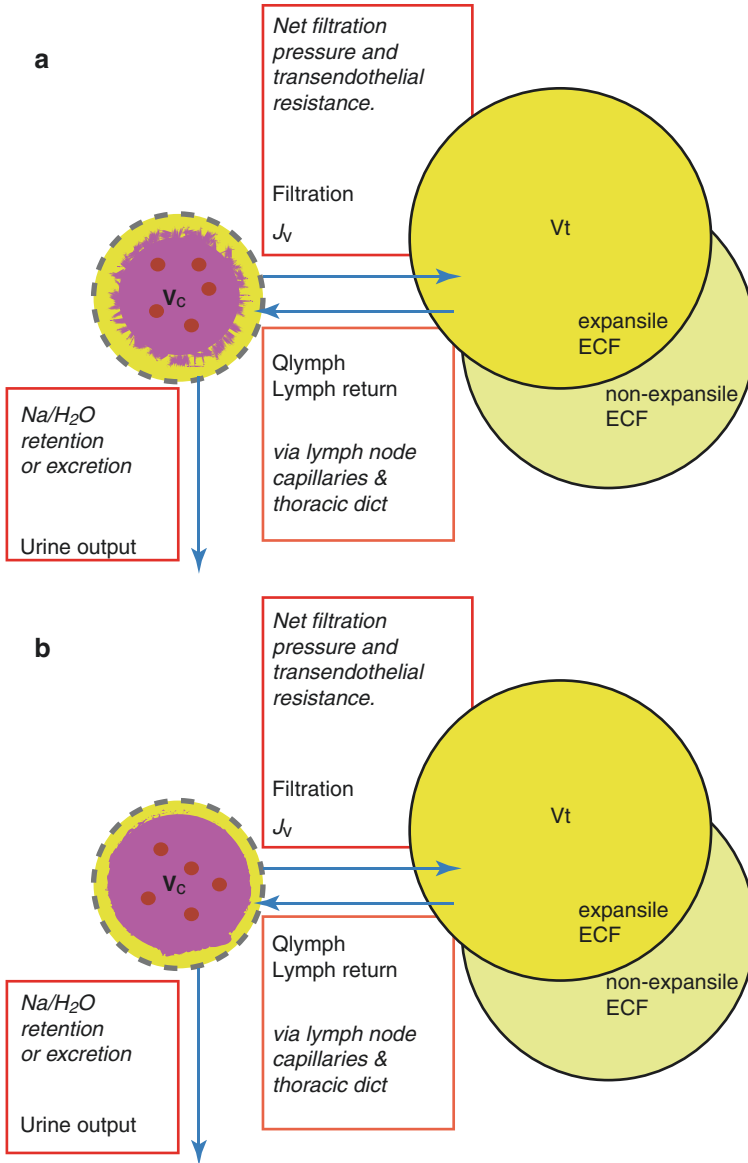 a
Net filtration
pressure and
transendothelial
resistance.
Filtration
Jv
Vt
Vc
expansile
ECF
non-expansile
ECF
Qlymph
Lymph return
via lymph node
capillaries &
thoracic dict
Na/H₂O
retention
or excretion
Urine output
b
Net filtration
pressure and
transendothelial
resistance.
Filtration
Jv
Vt
Vc
expansile
ECF
non-expansile
ECF
Qlymph
Lymph return
via lymph node
capillaries &
thoracic dict
Na/H₂O
retention
or excretion
Urine output